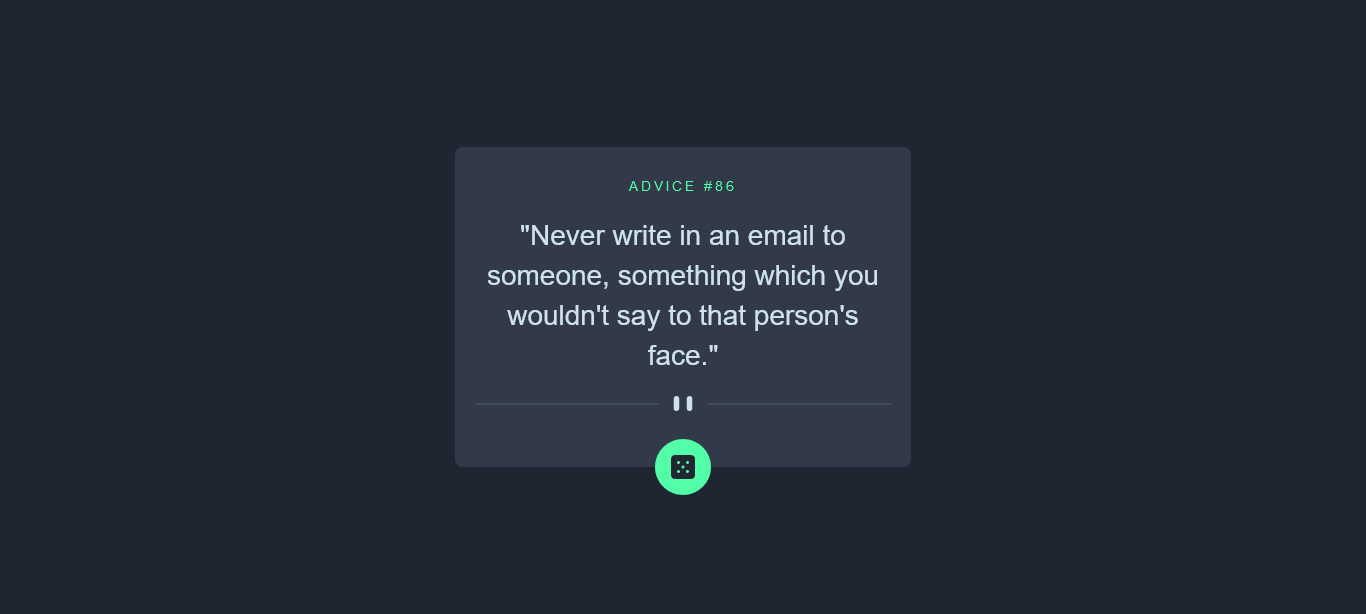 ADVICE #86
"Never write in an email to
someone, something which you
wouldn't say to that person's
face."